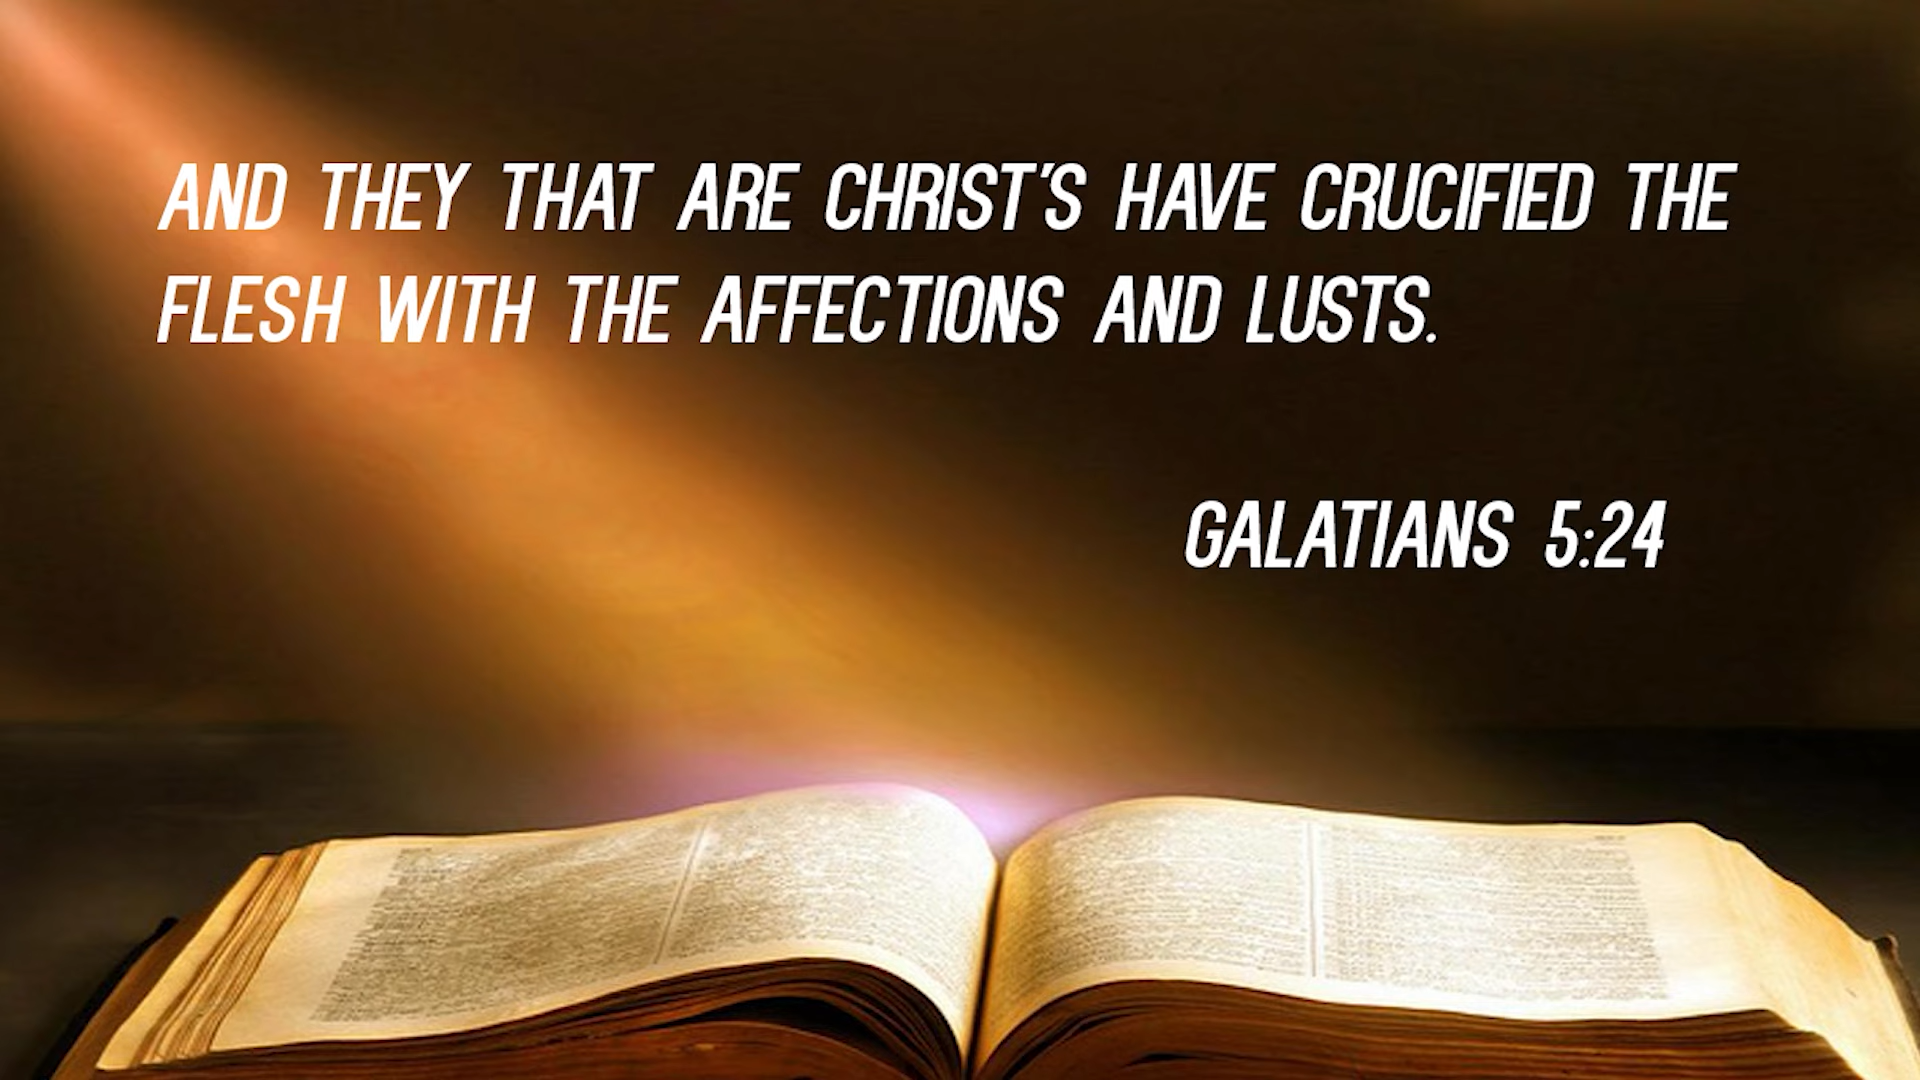 AND THEY THAT ARE CHRIST'S HAVE CRUCIFIED THE
FLESH WITH THE AFFECTIONS AND LUSTS.
GALATIANS 5:24